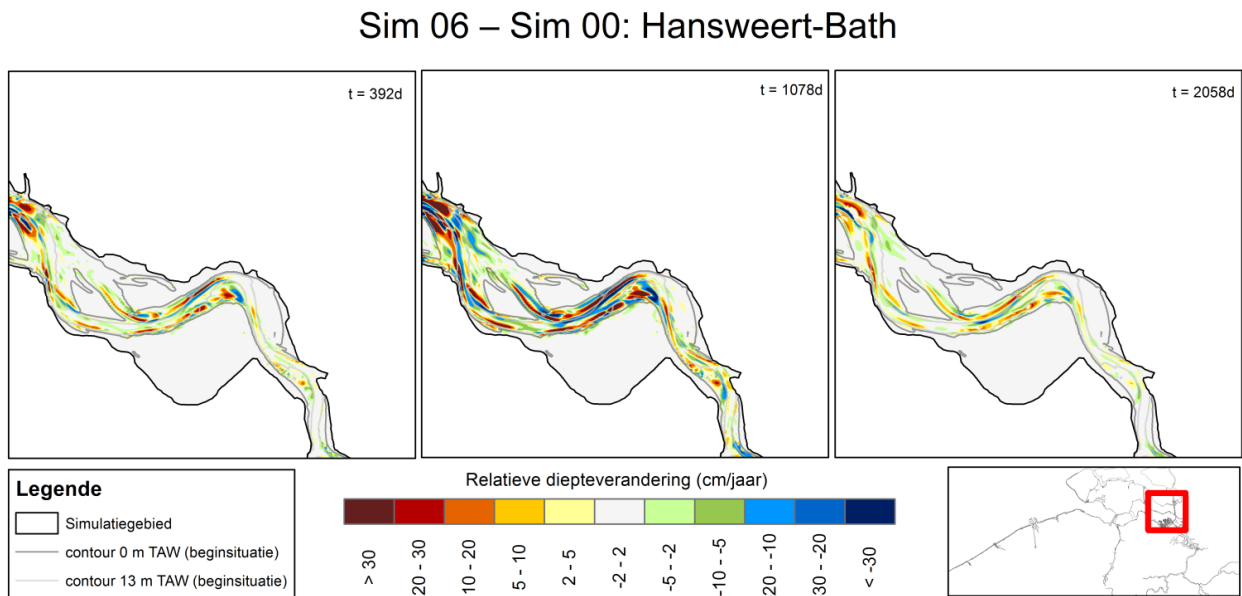 Sim 06 – Sim 00: Hansweert-Bath
t = 392d
t = 1078d
t = 2058d
Legende
Simulatiegebied
contour 0 m TAW (beginsituatie)
contour 13 m TAW (beginsituatie)
Relatieve diepteverandering (cm/jaar)
> 30
20 - 30
10 - 20
5 - 10
2 - 5
-2 - 2
-5 - -2
-10 - -5
20 - -10
30 - -20
< -30